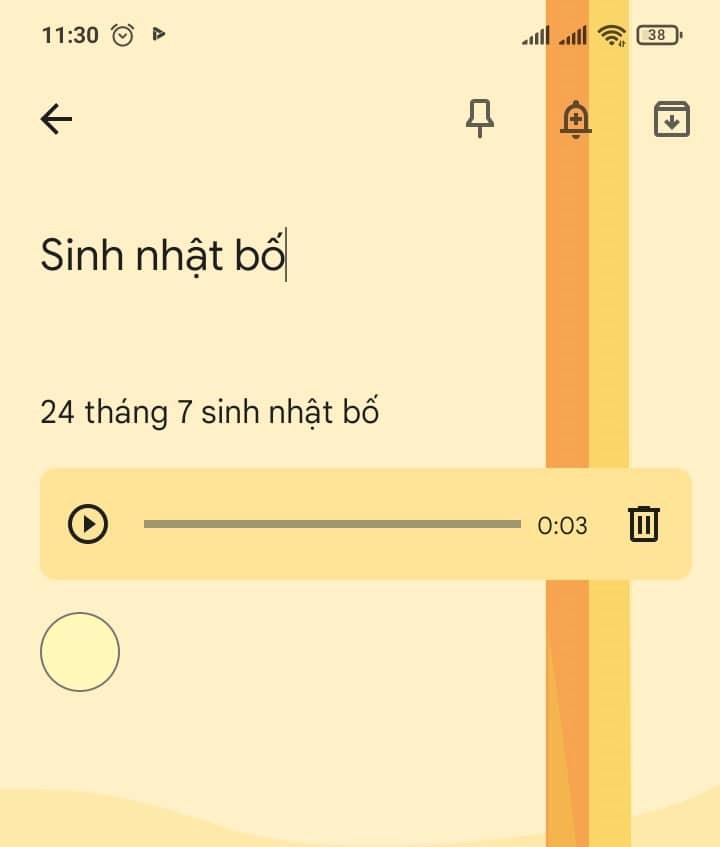 11:30
38
Sinh nhật bố
24 tháng 7 sinh nhật bố
0:03